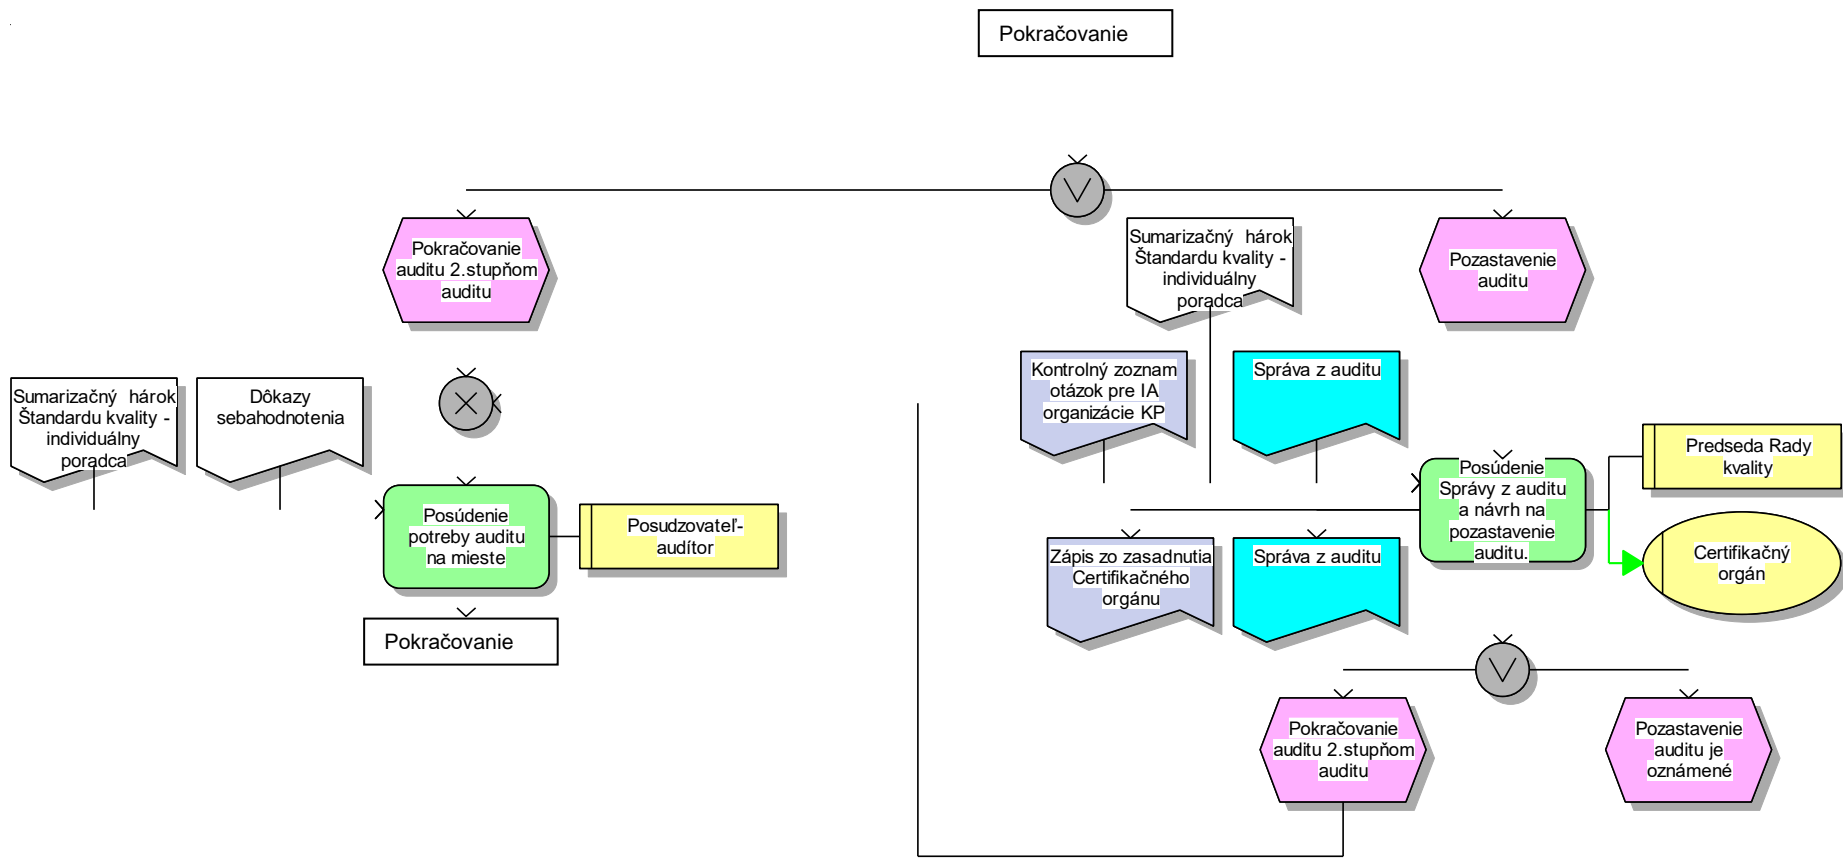 Pokračovanie
Pokračovanie
auditu 2.stupňom
auditu
Sumarizačný hárok
Štandardu kvality -
individuálny
poradca
Pozastavenie
auditu
Sumarizačný hárok
Štandardu kvality -
individuálny
poradca
Dôkazy
sebahodnotenia
Kontrolný zoznam
otázok pre IA
organizácie KP
Správa z auditu
Posúdenie
potreby auditu
na mieste
Posudzovateľ-
audítor
Posúdenie
Správy z auditu
a návrh na
pozastavenie
auditu.
Predseda Rady
kvality
Certifikačný
orgán
Zápis zo zasadnutia
Certifikačného
orgánu
Správa z auditu
Pokračovanie
Pokračovanie
auditu 2.stupňom
auditu
Pozastavenie
auditu je
oznámené